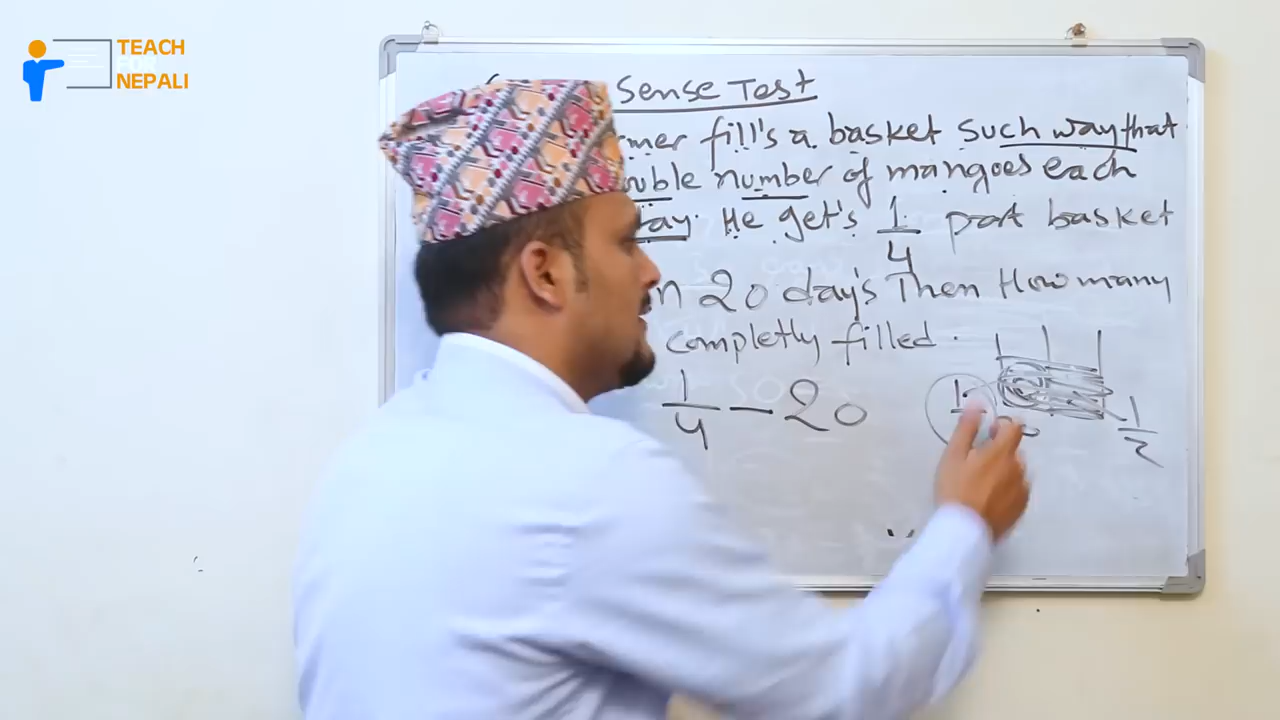 TEACH
FOR
NEPALI
Sense Test
fill's a basket such way that
number of mangoes each
He get's 1/4 part basket
20 day's Then How many
completly filled.
1/4 - 20
1/2